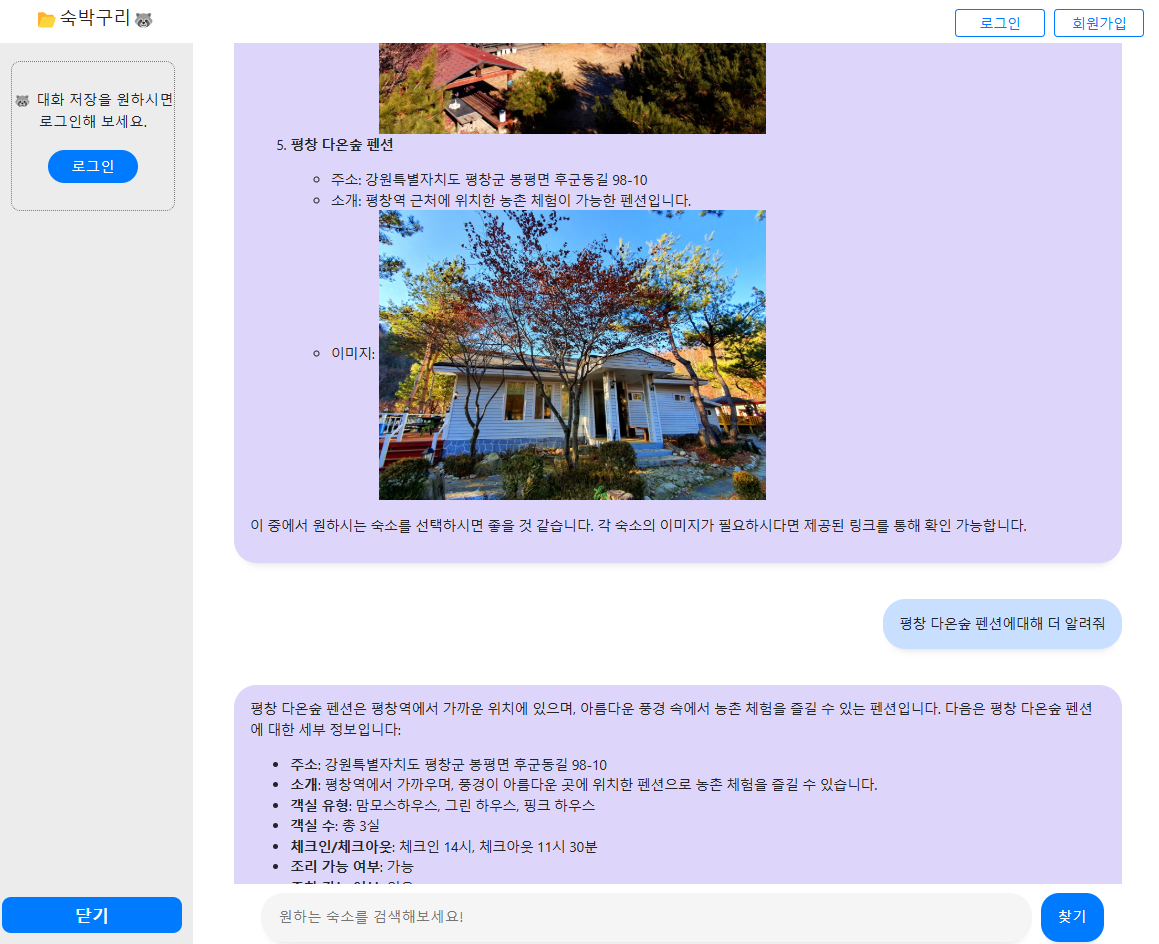 숙박구리
로그인
회원가입
대화 저장을 원하시면
로그인해 보세요.
로그인
5. 평창 다온숲 펜션
주소: 강원특별자치도 평창군 봉평면 후군동길 98-10
소개: 평창역 근처에 위치한 농촌 체험이 가능한 펜션입니다.
이미지:
이 중에서 원하시는 숙소를 선택하시면 좋을 것 같습니다. 각 숙소의 이미지가 필요하시다면 제공된 링크를 통해 확인 가능합니다.
평창 다온숲 펜션에대해 더 알려줘
평창 다온숲 펜션은 평창역에서 가까운 위치에 있으며, 아름다운 풍경 속에서 농촌 체험을 즐길 수 있는 펜션입니다. 다음은 평창 다온숲 펜션
에 대한 세부 정보입니다:
주소: 강원특별자치도 평창군 봉평면 후군동길 98-10
소개: 평창역에서 가까우며, 풍경이 아름다운 곳에 위치한 펜션으로 농촌 체험을 즐길 수 있습니다.
객실 유형: 맘모스하우스, 그린 하우스, 핑크 하우스
객실 수: 총 3실
체크인/체크아웃: 체크인 14시, 체크아웃 11시 30분
조리 가능 여부: 가능
닫기
원하는 숙소를 검색해보세요!
찾기